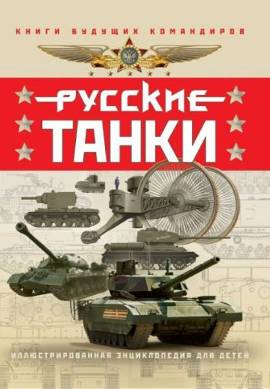 КНИГИ БУДУЩИХ КОМАНДИРОВ
РУССКИЕ
ТАНКИ
ИЛЛЮСТРИРОВАННАЯ ЭНЦИКЛОПЕДИЯ ДЛЯ ДЕТЕЙ